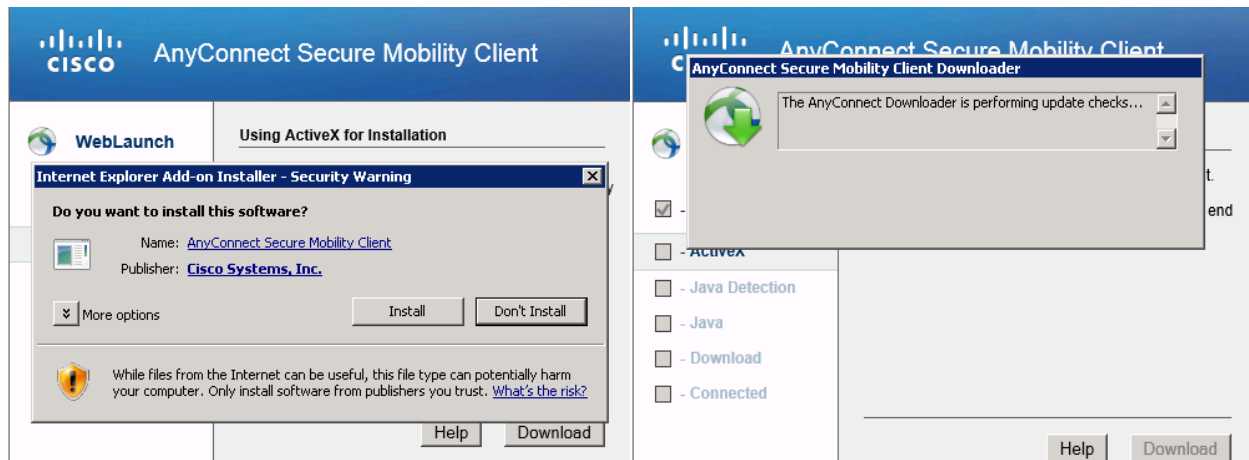 CISCO
AnyConnect Secure Mobility Client
WebLaunch
Using ActiveX for Installation
Internet Explorer Add-on Installer - Security Warning
Do you want to install this software?
Name: AnyConnect Secure Mobility Client
Publisher: Cisco Systems, Inc.
More options
Install
Don't Install
While files from the Internet can be useful, this file type can potentially harm
your computer. Only install software from publishers you trust. What's the risk?
Help
Download
AnyConnect Secure Mobility Client
AnyConnect Secure Mobility Client Downloader
The AnyConnect Downloader is performing update checks...
end
- ActiveX
- Java Detection
- Java
- Download
- Connected
Help
Download